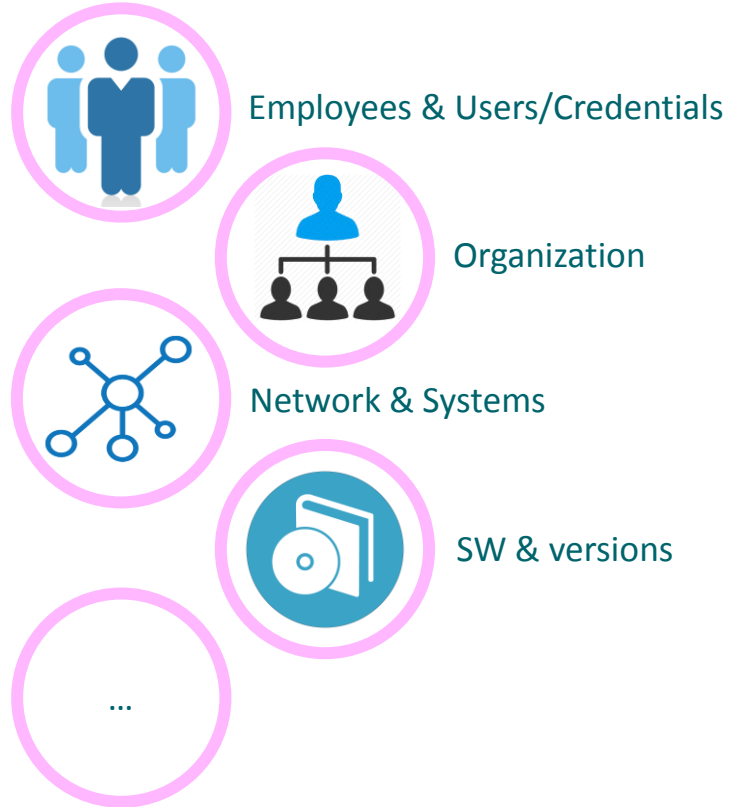 Employees & Users/Credentials
Organization
Network & Systems
SW & versions
...